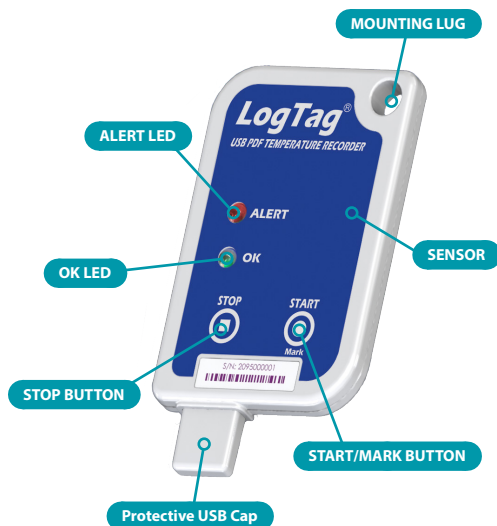 MOUNTING LUG
LogTag®
USB PDF TEMPERATURE RECORDER
ALERT LED
ALERT
SENSOR
OK LED
OK
STOP
START
Mark
S/N: 2095000001
STOP BUTTON
START/MARK BUTTON
Protective USB Cap